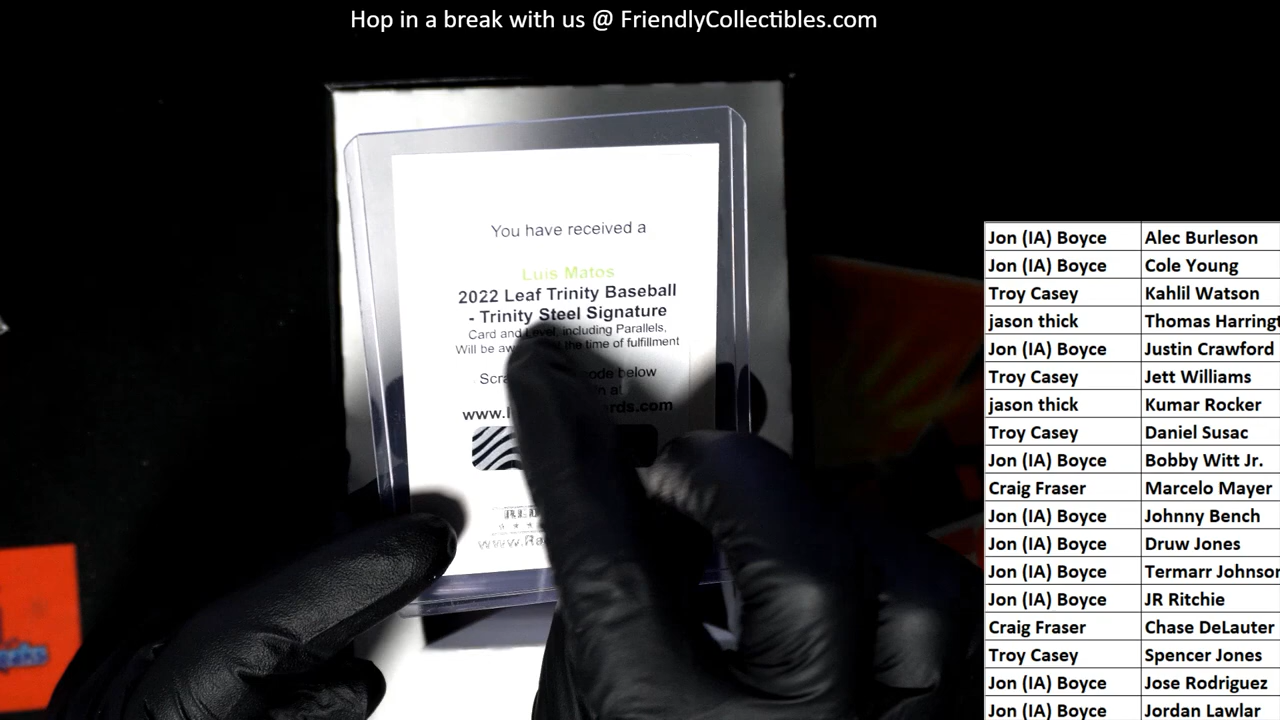 Hop in a break with us @ FriendlyCollectibles.com
You have received a
Luis Matos
2022 Leaf Trinity Baseball
- Trinity Steel Signature
Card and Level, including Parallels,
Will be the time of fulfillment
code below
at
Jon (IA) Boyce Alec Burleson
Jon (IA) Boyce Cole Young
Troy Casey Kahlil Watson
jason thick Thomas Harringt
Jon (IA) Boyce Justin Crawford
Troy Casey Jett Williams
jason thick Kumar Rocker
Troy Casey Daniel Susac
Jon (IA) Boyce Bobby Witt Jr.
Craig Fraser Marcelo Mayer
Jon (IA) Boyce Johnny Bench
Jon (IA) Boyce Druw Jones
Jon (IA) Boyce Termarr Johnson
Jon (IA) Boyce JR Ritchie
Craig Fraser Chase DeLauter
Troy Casey Spencer Jones
Jon (IA) Boyce Jose Rodriguez
Jon (IA) Boyce Jordan Lawlar